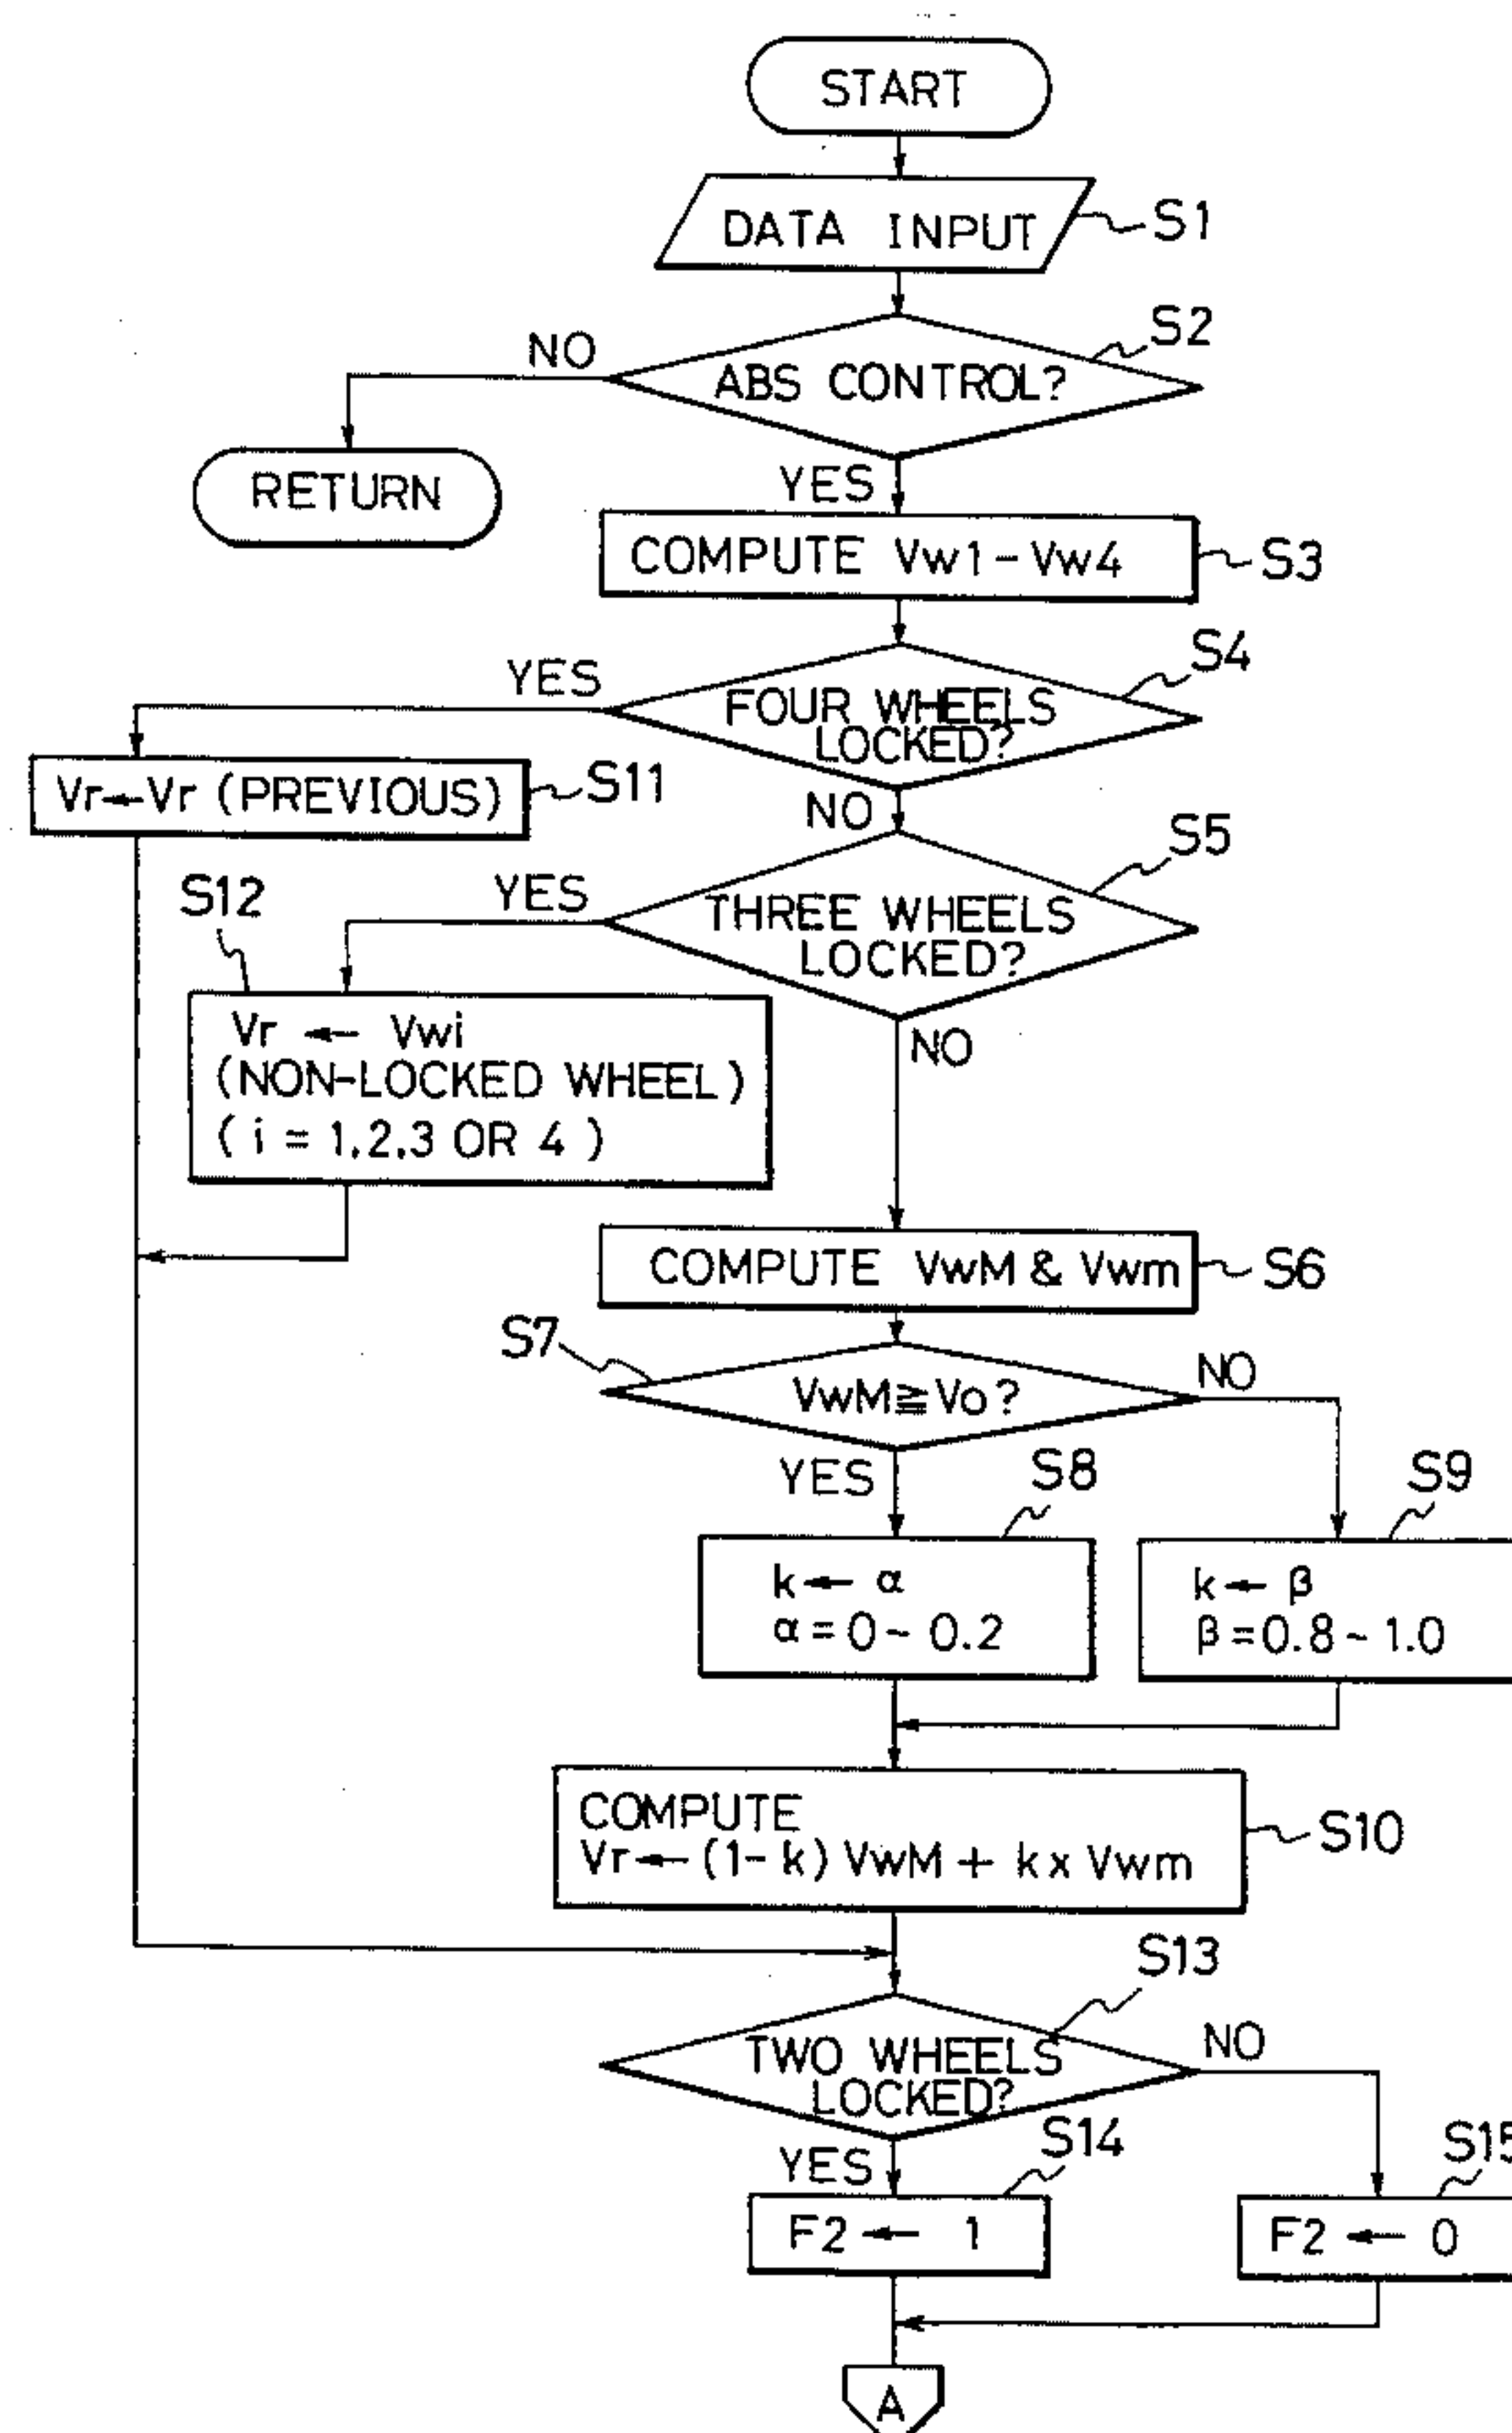 START
DATA INPUT
S1
S2
NO
ABS CONTROL?
RETURN
YES
COMPUTE Vw1-Vw4
S3
S4
YES
FOUR WHEELS
LOCKED?
Vr←Vr (PREVIOUS)
S11
NO
S5
S12
YES
THREE WHEELS
LOCKED?
Vr ← Vwi
(NON-LOCKED WHEEL)
( i = 1,2,3 OR 4 )
NO
COMPUTE VwM & Vwm
S6
S7
NO
VwM≧Vo?
YES
S8
S9
k ← α
α = 0 ~ 0.2
k ← β
β = 0.8 ~ 1.0
COMPUTE
Vr ← (1-k) VwM + k x Vwm
S10
S13
TWO WHEELS
LOCKED?
NO
YES
S14
S15
F2 ← 1
F2 ← 0
A